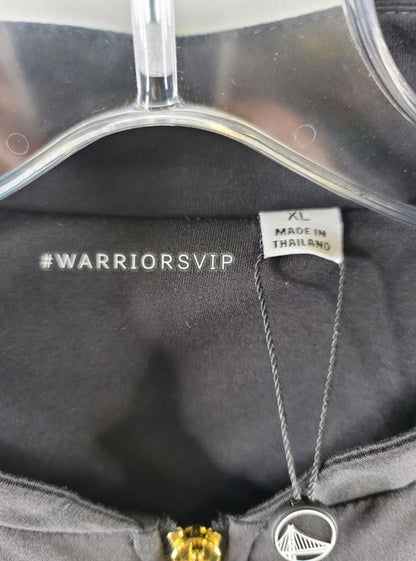 XL
MADE IN
THAILAND
#WARRIORSVIP